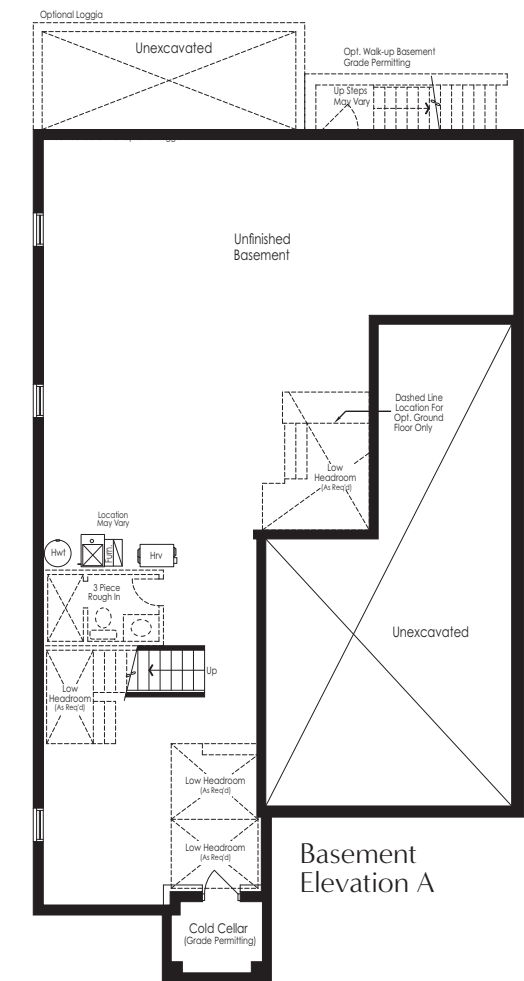 Optional Loggia
Unexcavated
Opt. Walk-up Basement
Grade Permitting
Up Steps
May Vary
Unfinished
Basement
Dashed Line
Location For
Opt. Ground
Floor Only
Low
Headroom
(As Req'd)
Location
May Vary
Hwt
Furn.
Hrv
3 Piece
Rough In
Unexcavated
Up
Low
Headroom
(As Req'd)
Low Headroom
(As Req'd)
Low Headroom
(As Req'd)
Basement
Elevation A
Cold Cellar
(Grade Permitting)